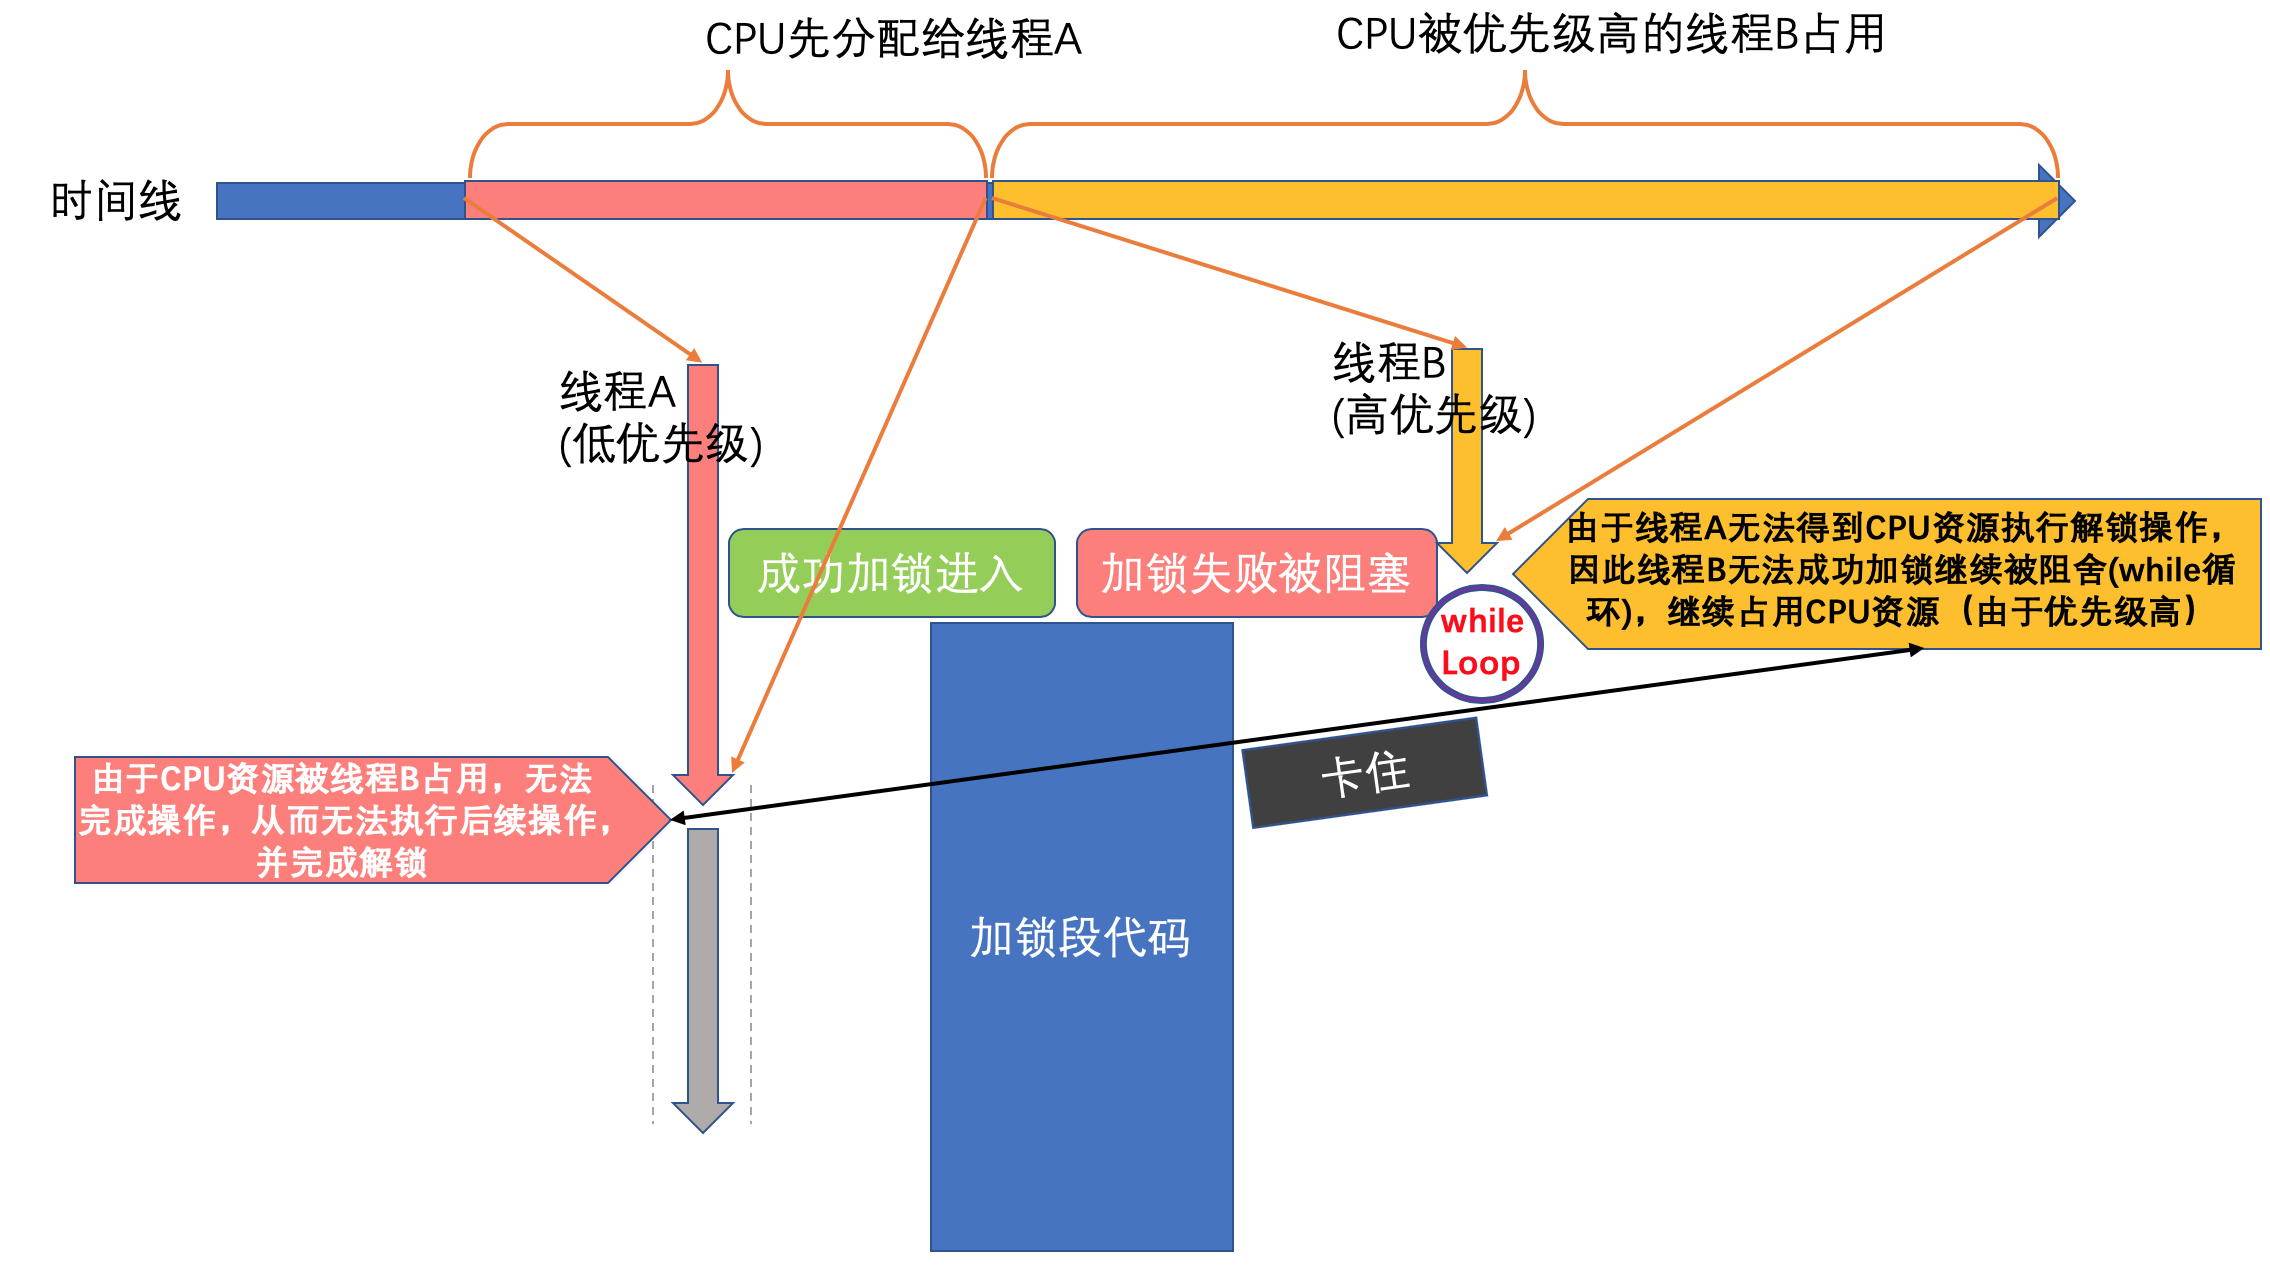 CPU先分配给线程A
CPU被优先级高的线程B占用
时间线
线程A
(低优先级)
线程B
(高优先级)
成功加锁进入
加锁失败被阻塞
由于线程A无法得到CPU资源执行解锁操作，
因此线程B无法成功加锁继续被阻舍(while循
环)，继续占用CPU资源（由于优先级高）
while
Loop
卡住
由于CPU资源被线程B占用，无法
完成操作，从而无法执行后续操作，
并完成解锁
加锁段代码